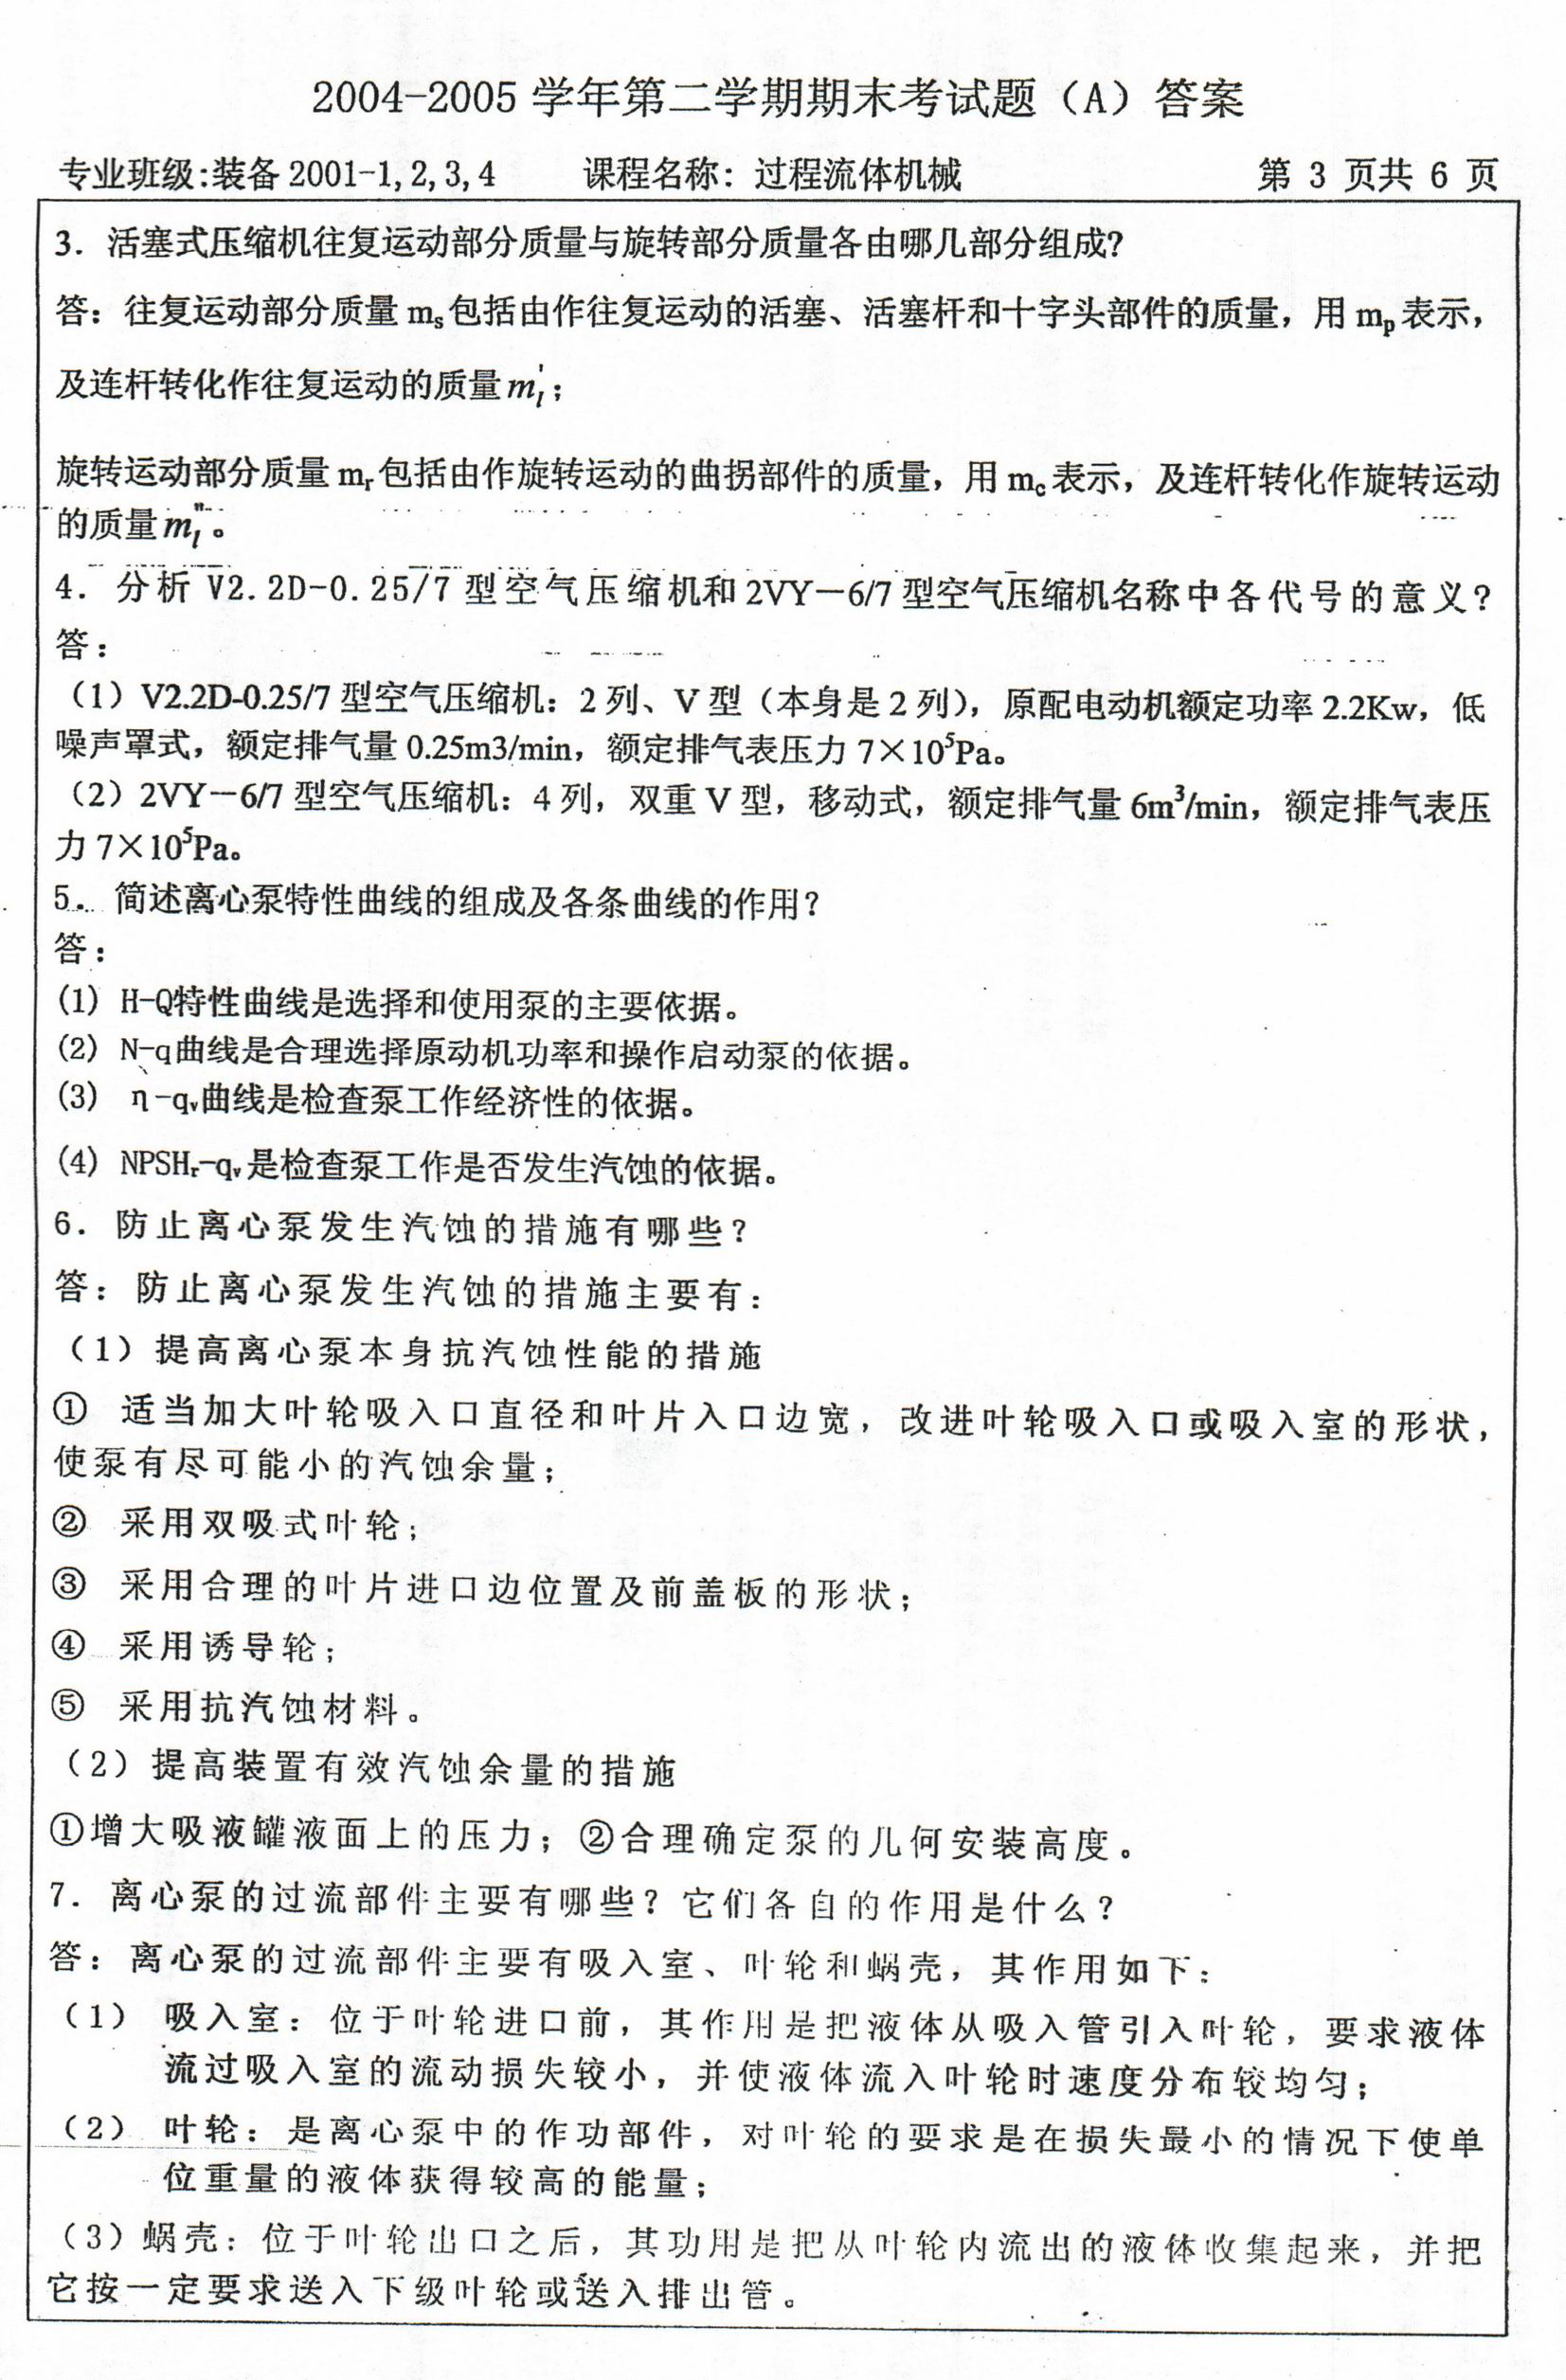 2004-2005 学年第二学期期末考试题（A）答案
专业班级:装备 2001-1,2,3,4 课程名称：过程流体机械 第 3 页共 6 页
3. 活塞式压缩机往复运动部分质量与旋转部分质量各由哪几部分组成?
答：往复运动部分质量 mₛ包括由作往复运动的活塞、活塞杆和十字头部件的质量，用 mₚ表示，
及连杆转化作往复运动的质量 m_l'；
旋转运动部分质量 mᵣ包括由作旋转运动的曲拐部件的质量，用 m_c 表示，及连杆转化作旋转运动
的质量 m_l"。
4. 分析 V2.2D-0.25/7 型空气压缩机和 2VY－6/7 型空气压缩机名称中各代号的意义?
答：
（1）V2.2D-0.25/7 型空气压缩机：2 列、V 型（本身是 2 列），原配电动机额定功率 2.2Kw，低
噪声罩式，额定排气量 0.25m3/min，额定排气表压力 7×10⁵Pa。
（2）2VY－6/7 型空气压缩机：4 列，双重 V 型，移动式，额定排气量 6m³/min，额定排气表压
力 7×10⁵Pa。
5. 简述离心泵特性曲线的组成及各条曲线的作用?
答：
(1) H-Q特性曲线是选择和使用泵的主要依据。
(2) N-q曲线是合理选择原动机功率和操作启动泵的依据。
(3) η-qᵥ曲线是检查泵工作经济性的依据。
(4) NPSHᵣ-qᵥ是检查泵工作是否发生汽蚀的依据。
6. 防止离心泵发生汽蚀的措施有哪些?
答：防止离心泵发生汽蚀的措施主要有：
（1）提高离心泵本身抗汽蚀性能的措施
① 适当加大叶轮吸入口直径和叶片入口边宽，改进叶轮吸入口或吸入室的形状，
使泵有尽可能小的汽蚀余量；
② 采用双吸式叶轮；
③ 采用合理的叶片进口边位置及前盖板的形状；
④ 采用诱导轮；
⑤ 采用抗汽蚀材料。
（2）提高装置有效汽蚀余量的措施
①增大吸液罐液面上的压力；②合理确定泵的几何安装高度。
7. 离心泵的过流部件主要有哪些？它们各自的作用是什么？
答：离心泵的过流部件主要有吸入室、叶轮和蜗壳，其作用如下：
（1） 吸入室：位于叶轮进口前，其作用是把液体从吸入管引入叶轮，要求液体
流过吸入室的流动损失较小，并使液体流入叶轮时速度分布较均匀；
（2） 叶轮：是离心泵中的作功部件，对叶轮的要求是在损失最小的情况下使单
位重量的液体获得较高的能量；
（3）蜗壳：位于叶轮出口之后，其功用是把从叶轮内流出的液体收集起来，并把
它按一定要求送入下级叶轮或送入排出管。